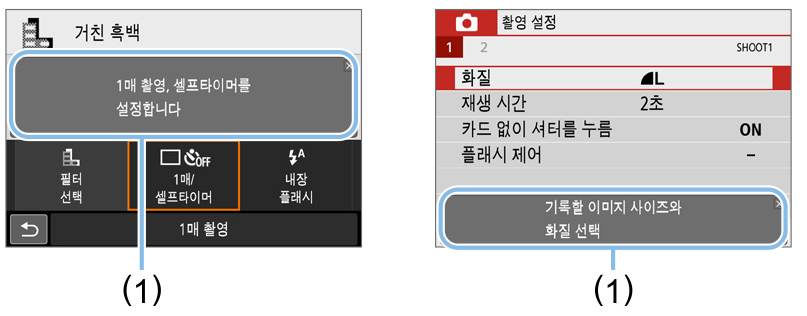 거친 흑백
1매 촬영, 셀프타이머를
설정합니다
필터
선택
OFF
1매/
셀프타이머
A
내장
플래시
1매 촬영
(1)
촬영 설정
1 2 SHOOT1
화질 L
재생 시간 2초
카드 없이 셔터를 누름 ON
플래시 제어 –
기록할 이미지 사이즈와
화질 선택
(1)